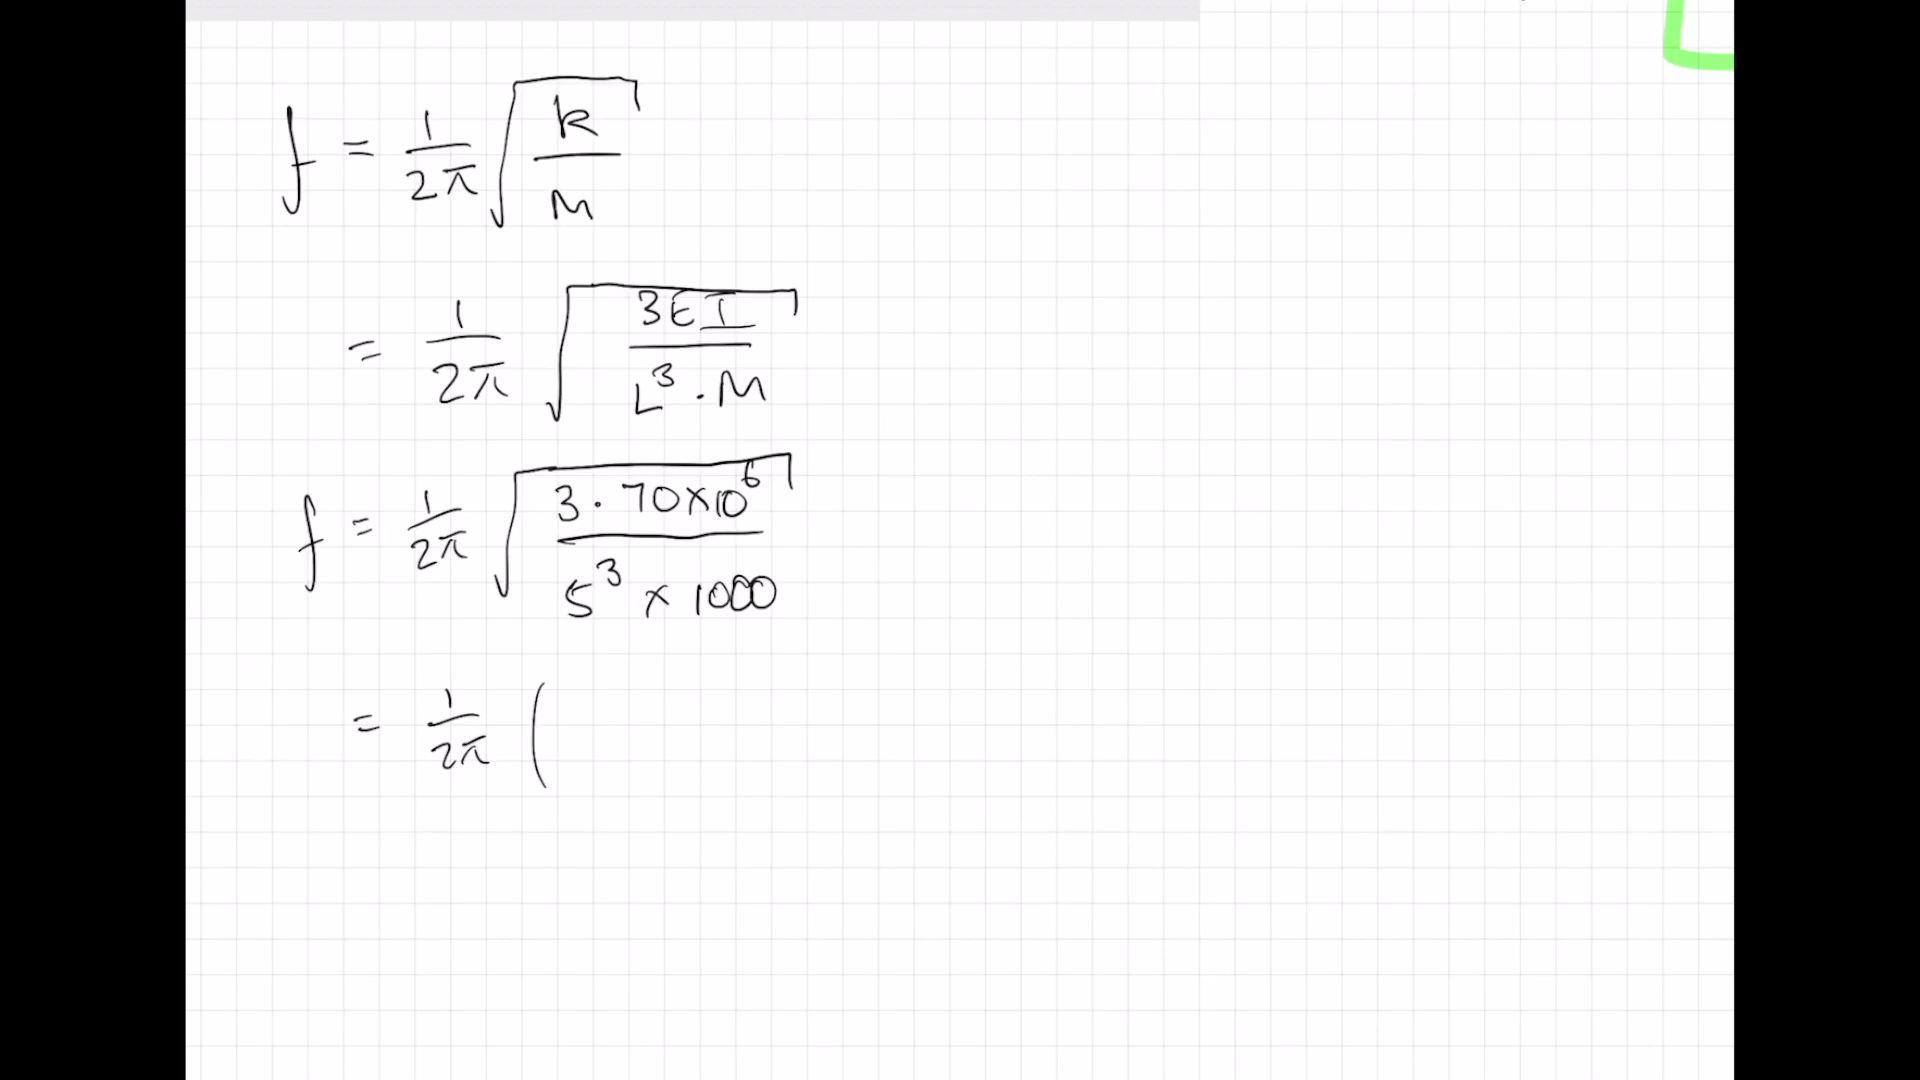 f = 1/2π √(k/M)
= 1/2π √(3EI/L³ · M)
f = 1/2π √(3 · 70×10⁶/5³ × 1000)
= 1/2π (